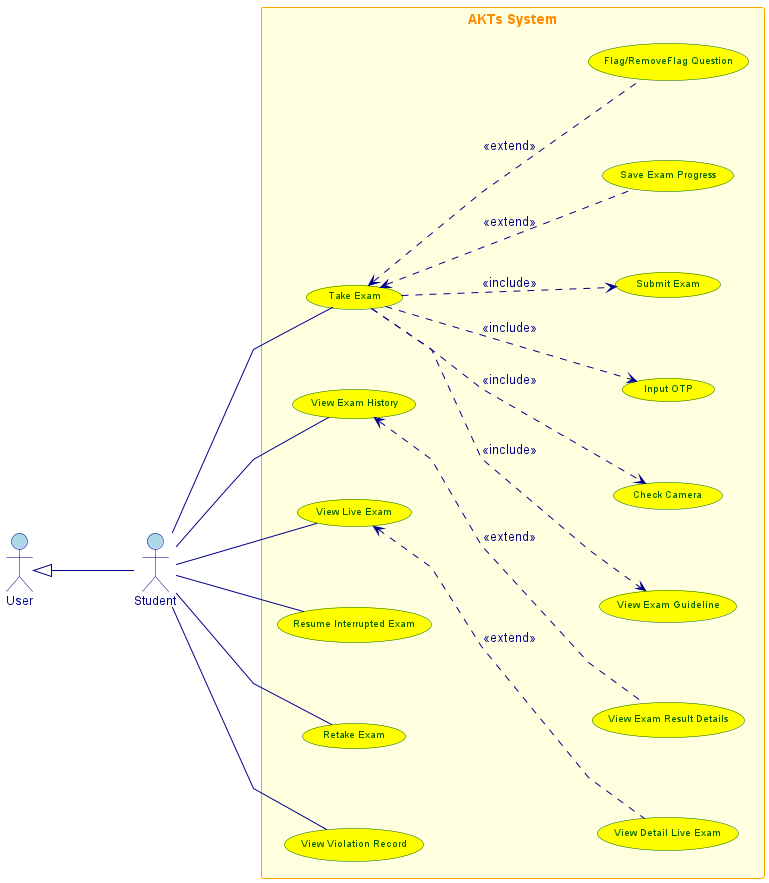 AKTs System
Flag/RemoveFlag Question
«extend»
Save Exam Progress
«extend»
«include»
Submit Exam
Take Exam
«include»
Input OTP
«include»
View Exam History
«include»
Check Camera
View Live Exam
«extend»
User
Student
View Exam Guideline
Resume Interrupted Exam
«extend»
View Exam Result Details
Retake Exam
View Detail Live Exam
View Violation Record